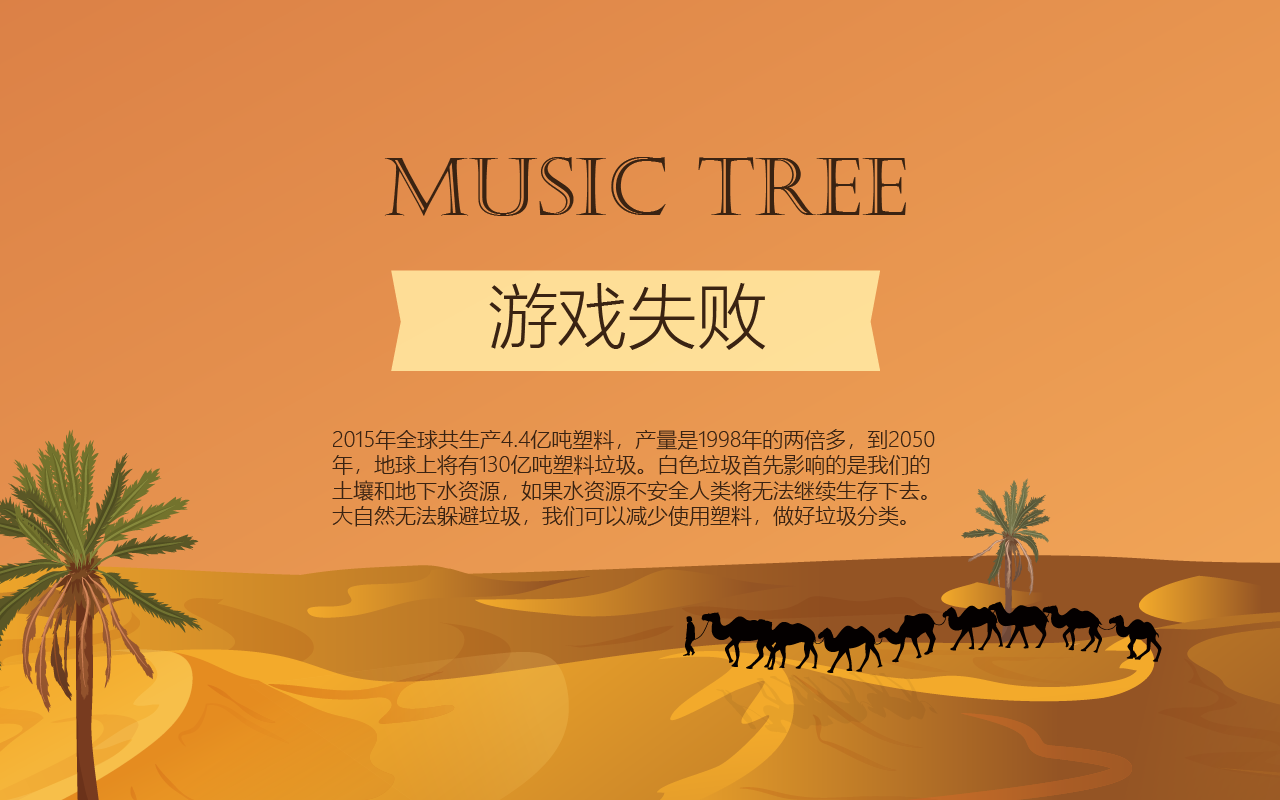 MUSIC TREE
游戏失败
2015年全球共生产4.4亿吨塑料，产量是1998年的两倍多，到2050
年，地球上将有130亿吨塑料垃圾。白色垃圾首先影响的是我们的
土壤和地下水资源，如果水资源不安全人类将无法继续生存下去。
大自然无法躲避垃圾，我们可以减少使用塑料，做好垃圾分类。